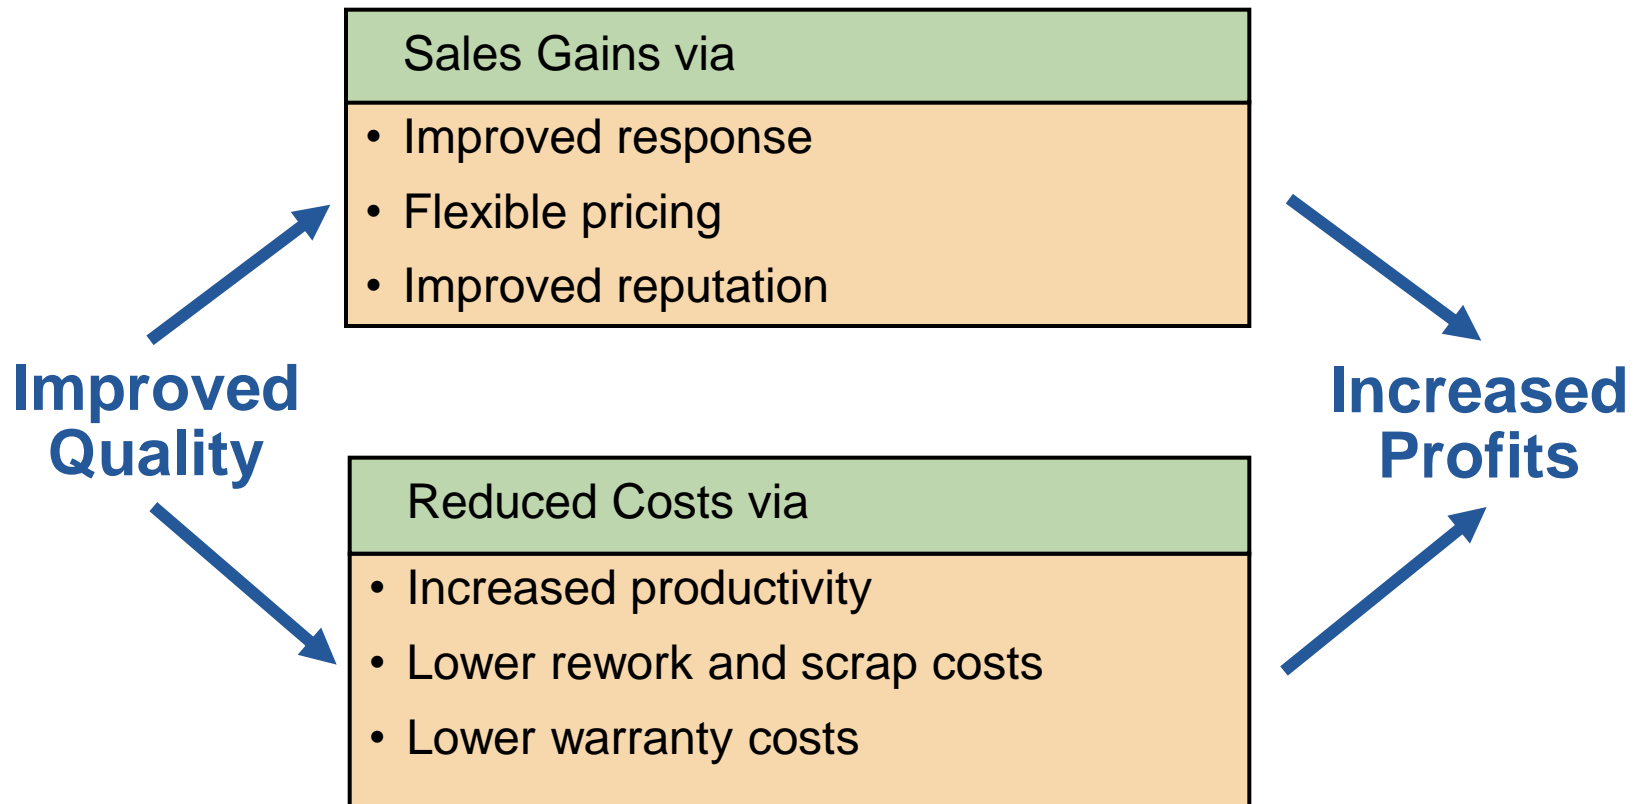 Sales Gains via
• Improved response
• Flexible pricing
• Improved reputation
Improved
Quality
Increased
Profits
Reduced Costs via
• Increased productivity
• Lower rework and scrap costs
• Lower warranty costs